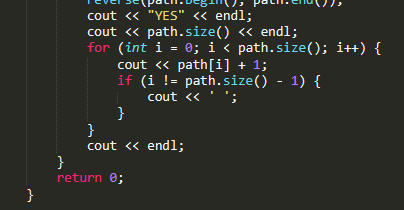 reverse(path.begin(), path.end());
cout << "YES" << endl;
cout << path.size() << endl;
for (int i = 0; i < path.size(); i++) {
cout << path[i] + 1;
if (i != path.size() - 1) {
cout << ' ';
}
}
cout << endl;
}
return 0;
}